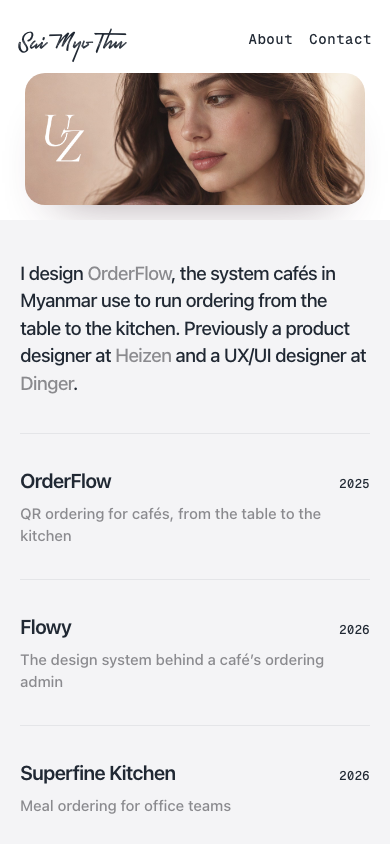 Sai Myo Thu
About Contact
UZ
I design OrderFlow, the system cafés in
Myanmar use to run ordering from the
table to the kitchen. Previously a product
designer at Heizen and a UX/UI designer at
Dinger.
OrderFlow 2025
QR ordering for cafés, from the table to the
kitchen
Flowy 2026
The design system behind a café’s ordering
admin
Superfine Kitchen 2026
Meal ordering for office teams